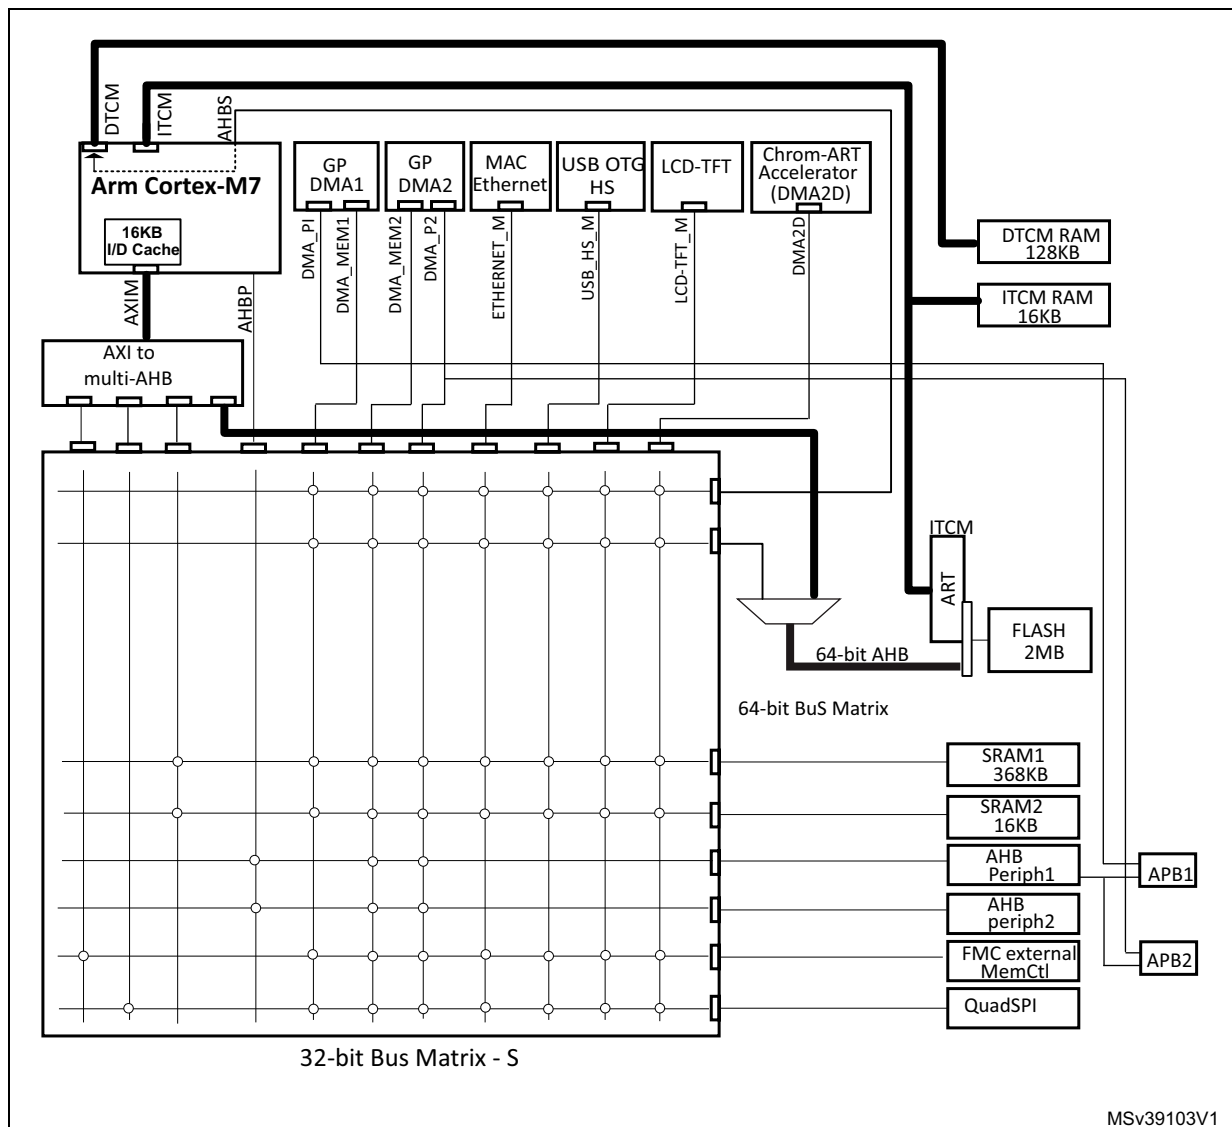 DTCM
ITCM
AHBS
Arm Cortex-M7
16KB
I/D Cache
AXIM
AHBP
GP
DMA1
GP
DMA2
MAC
Ethernet
USB OTG
HS
LCD-TFT
Chrom-ART
Accelerator
(DMA2D)
DMA_PI
DMA_MEM1
DMA_MEM2
DMA_P2
ETHERNET_M
USB_HS_M
LCD-TFT_M
DMA2D
DTCM RAM
128KB
ITCM RAM
16KB
AXI to
multi-AHB
ITCM
ART
FLASH
2MB
64-bit AHB
64-bit BuS Matrix
SRAM1
368KB
SRAM2
16KB
AHB
Periph1
APB1
AHB
periph2
FMC external
MemCtl
APB2
QuadSPI
32-bit Bus Matrix - S
MSv39103V1